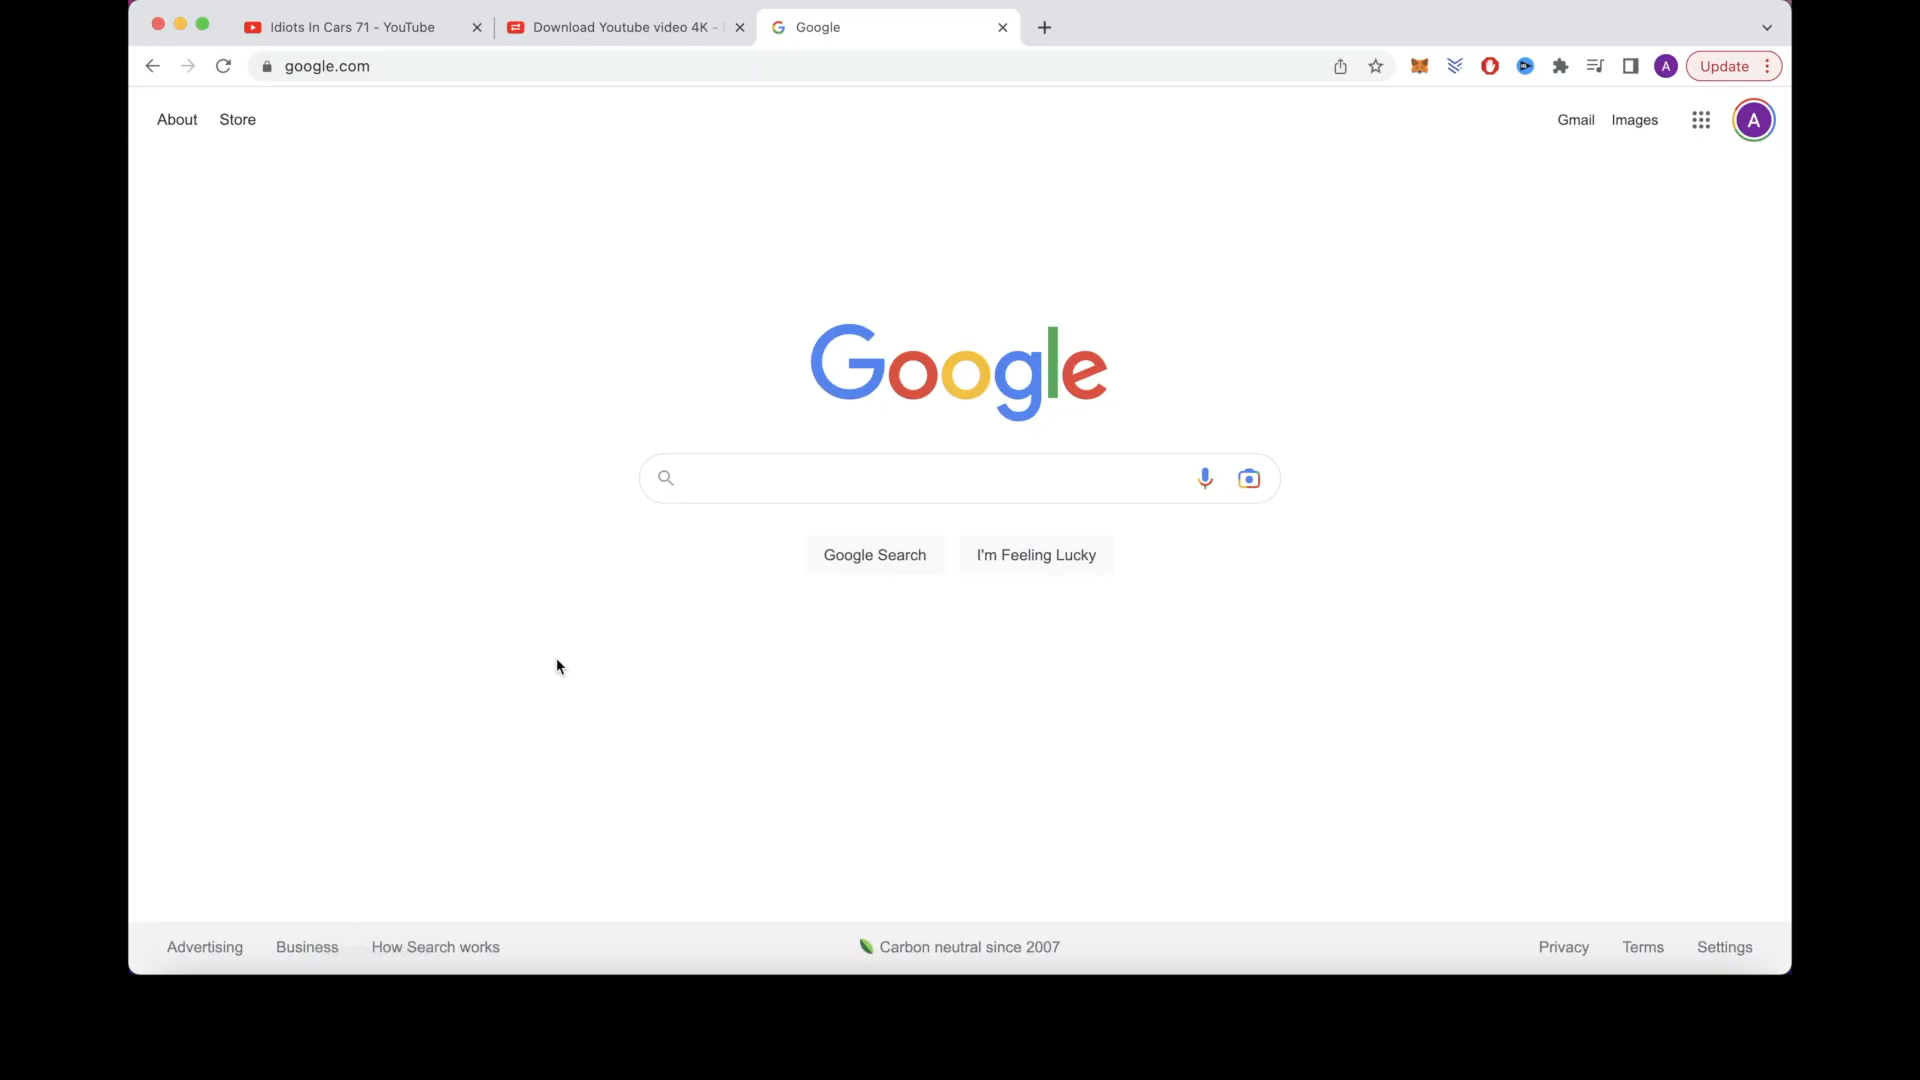 Idiots In Cars 71 - YouTube
Download Youtube video 4K -
Google
google.com
A
Update
About
Store
Gmail
Images
A
Google
Google Search
I'm Feeling Lucky
Advertising
Business
How Search works
Carbon neutral since 2007
Privacy
Terms
Settings